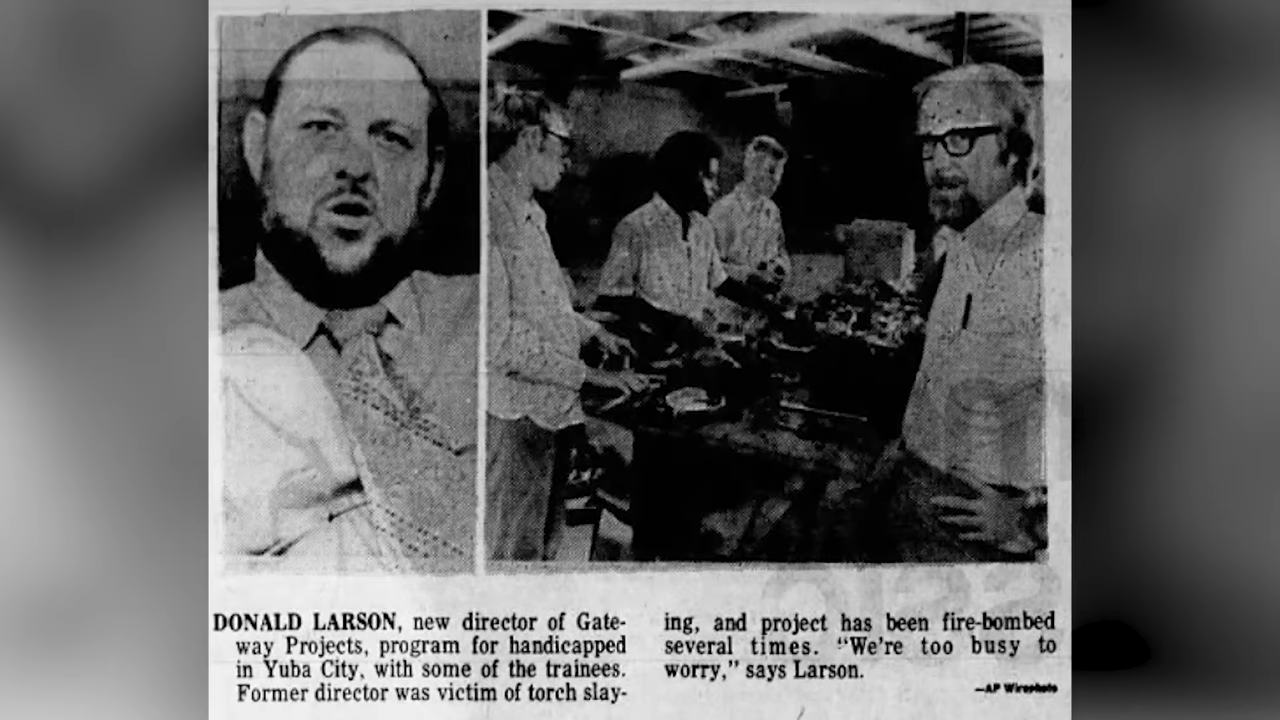 DONALD LARSON, new director of Gate-
way Projects, program for handicapped
in Yuba City, with some of the trainees.
Former director was victim of torch slay-
ing, and project has been fire-bombed
several times. "We're too busy to
worry," says Larson.
—AP Wirephoto